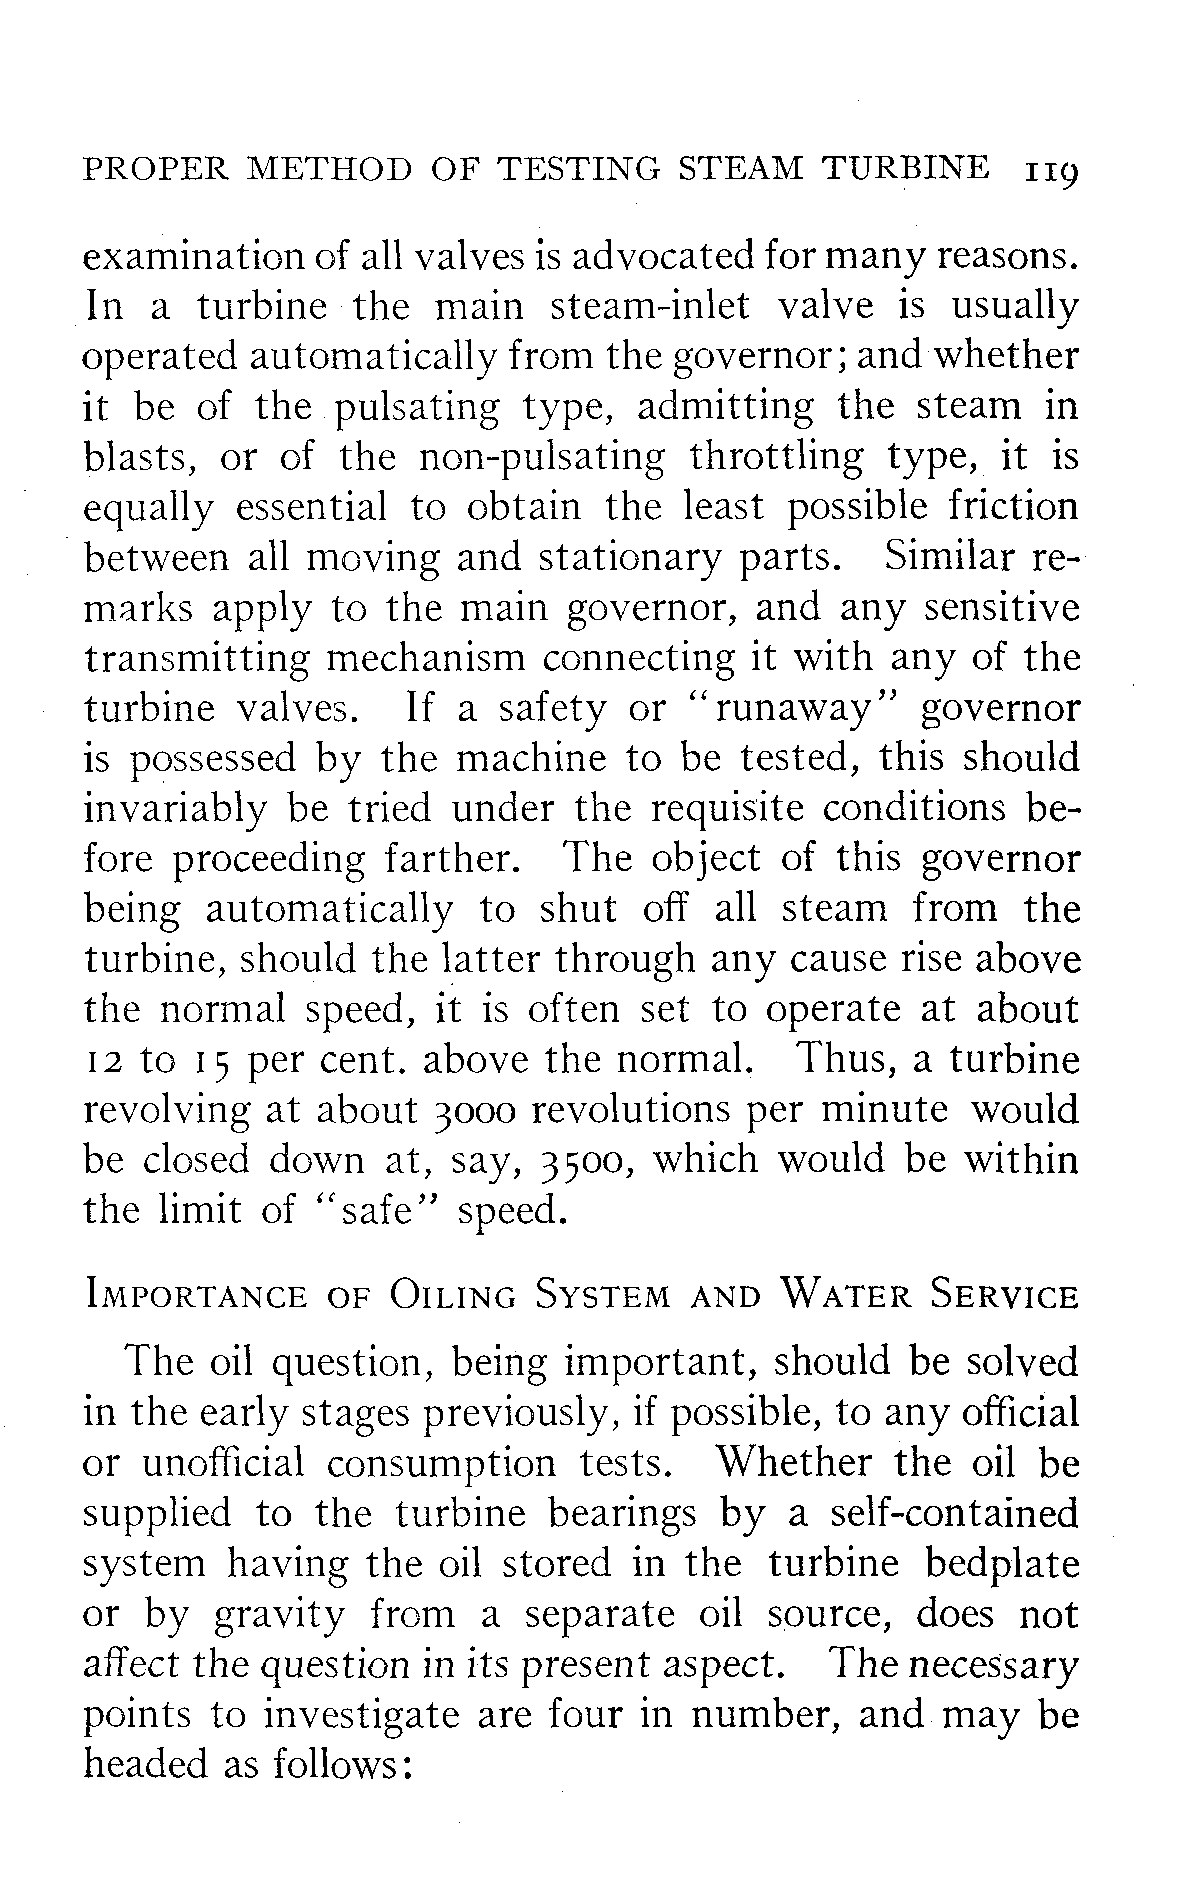 PROPER METHOD OF TESTING STEAM TURBINE 119
examination of all valves is advocated for many reasons.
In a turbine the main steam-inlet valve is usually
operated automatically from the governor; and whether
it be of the pulsating type, admitting the steam in
blasts, or of the non-pulsating throttling type, it is
equally essential to obtain the least possible friction
between all moving and stationary parts. Similar re-
marks apply to the main governor, and any sensitive
transmitting mechanism connecting it with any of the
turbine valves. If a safety or "runaway" governor
is possessed by the machine to be tested, this should
invariably be tried under the requisite conditions be-
fore proceeding farther. The object of this governor
being automatically to shut off all steam from the
turbine, should the latter through any cause rise above
the normal speed, it is often set to operate at about
12 to 15 per cent. above the normal. Thus, a turbine
revolving at about 3000 revolutions per minute would
be closed down at, say, 3500, which would be within
the limit of "safe" speed.
Importance of Oiling System and Water Service
The oil question, being important, should be solved
in the early stages previously, if possible, to any official
or unofficial consumption tests. Whether the oil be
supplied to the turbine bearings by a self-contained
system having the oil stored in the turbine bedplate
or by gravity from a separate oil source, does not
affect the question in its present aspect. The necessary
points to investigate are four in number, and may be
headed as follows: